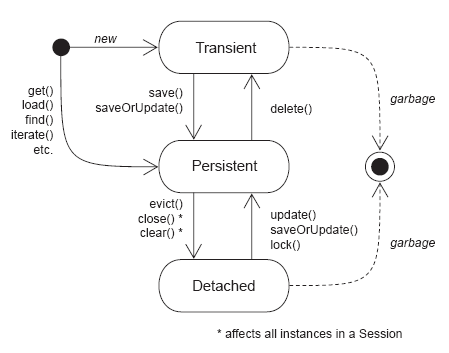 new
Transient
get()
load()
find()
iterate()
etc.
save()
saveOrUpdate()
delete()
garbage
Persistent
evict()
close() *
clear() *
update()
saveOrUpdate()
lock()
garbage
Detached
* affects all instances in a Session